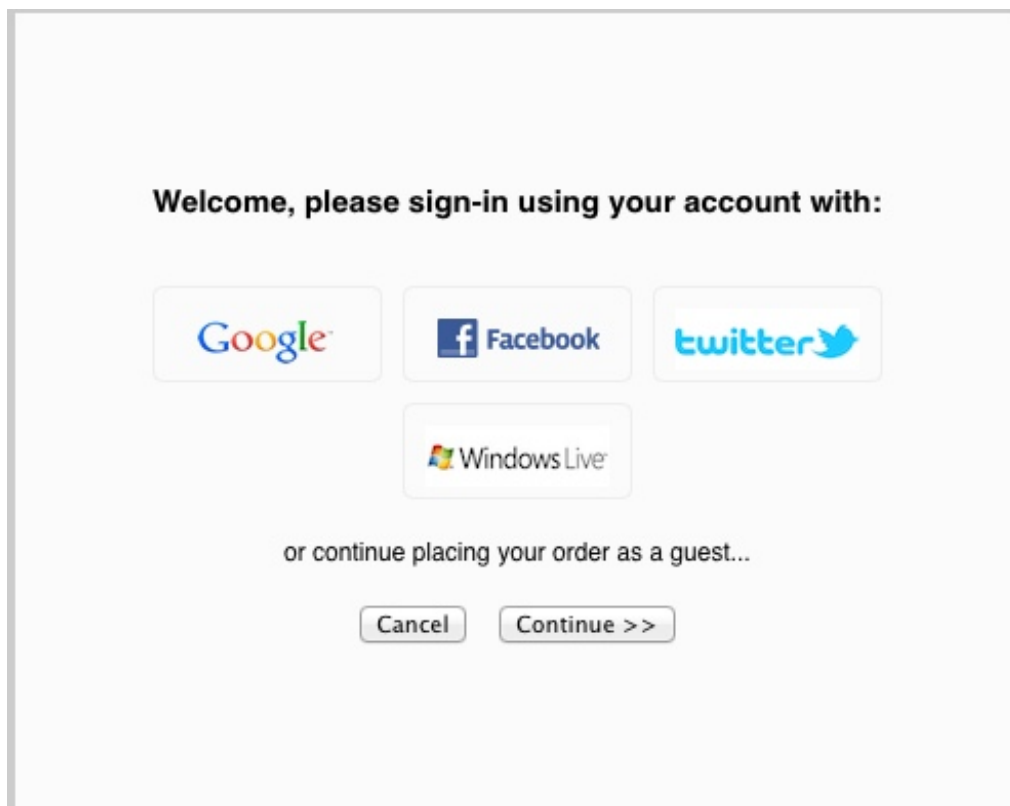 Welcome, please sign-in using your account with:
Google Facebook twitter
Windows Live
or continue placing your order as a guest...
Cancel Continue >>